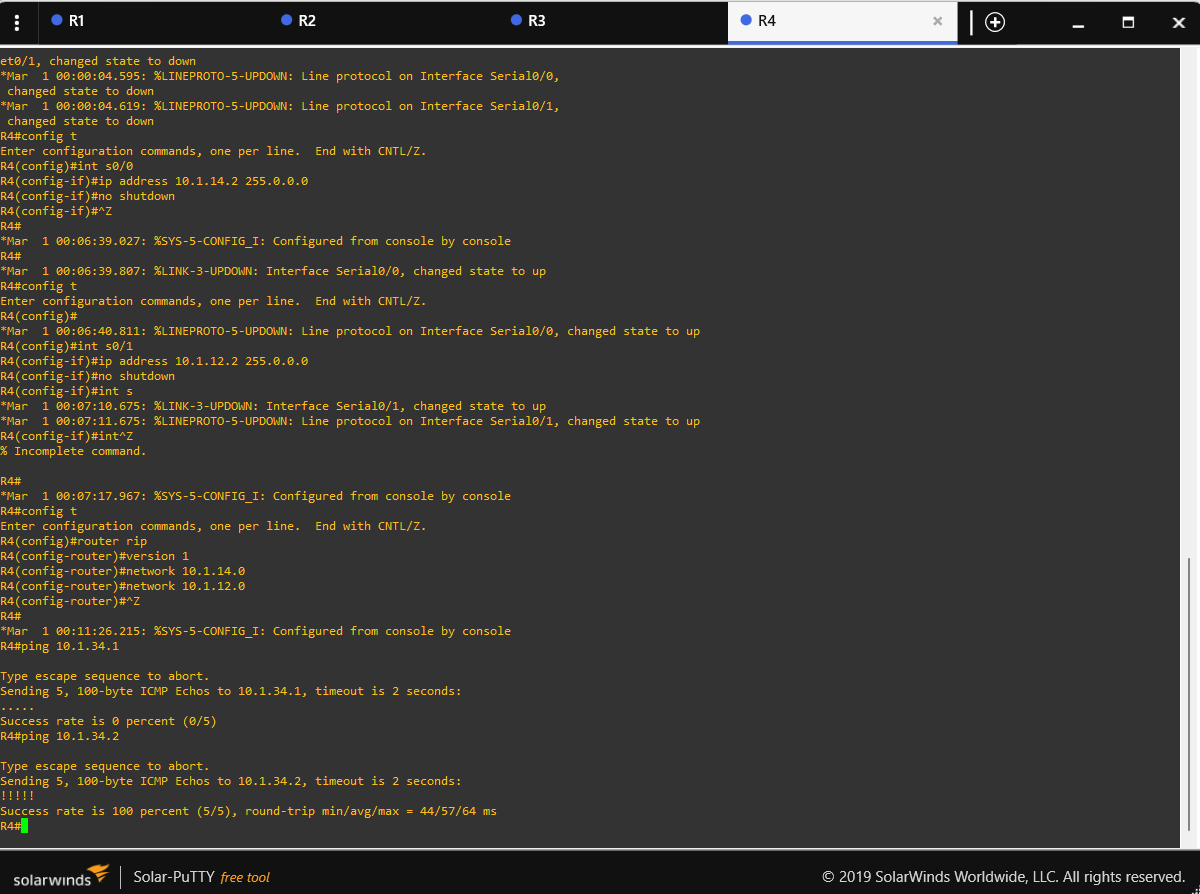 R1
R2
R3
R4
et0/1, changed state to down
*Mar  1 00:00:04.595: %LINEPROTO-5-UPDOWN: Line protocol on Interface Serial0/0,
 changed state to down
*Mar  1 00:00:04.619: %LINEPROTO-5-UPDOWN: Line protocol on Interface Serial0/1,
 changed state to down
R4#config t
Enter configuration commands, one per line.  End with CNTL/Z.
R4(config)#int s0/0
R4(config-if)#ip address 10.1.14.2 255.0.0.0
R4(config-if)#no shutdown
R4(config-if)#^Z
R4#
*Mar  1 00:06:39.027: %SYS-5-CONFIG_I: Configured from console by console
R4#
*Mar  1 00:06:39.807: %LINK-3-UPDOWN: Interface Serial0/0, changed state to up
R4#config t
Enter configuration commands, one per line.  End with CNTL/Z.
R4(config)#
*Mar  1 00:06:40.811: %LINEPROTO-5-UPDOWN: Line protocol on Interface Serial0/0, changed state to up
R4(config)#int s0/1
R4(config-if)#ip address 10.1.12.2 255.0.0.0
R4(config-if)#no shutdown
R4(config-if)#int s
*Mar  1 00:07:10.675: %LINK-3-UPDOWN: Interface Serial0/1, changed state to up
*Mar  1 00:07:11.675: %LINEPROTO-5-UPDOWN: Line protocol on Interface Serial0/1, changed state to up
R4(config-if)#int^Z
% Incomplete command.

R4#
*Mar  1 00:07:17.967: %SYS-5-CONFIG_I: Configured from console by console
R4#config t
Enter configuration commands, one per line.  End with CNTL/Z.
R4(config)#router rip
R4(config-router)#version 1
R4(config-router)#network 10.1.14.0
R4(config-router)#network 10.1.12.0
R4(config-router)#^Z
R4#
*Mar  1 00:11:26.215: %SYS-5-CONFIG_I: Configured from console by console
R4#ping 10.1.34.1

Type escape sequence to abort.
Sending 5, 100-byte ICMP Echos to 10.1.34.1, timeout is 2 seconds:
.....
Success rate is 0 percent (0/5)
R4#ping 10.1.34.2

Type escape sequence to abort.
Sending 5, 100-byte ICMP Echos to 10.1.34.2, timeout is 2 seconds:
!!!!!
Success rate is 100 percent (5/5), round-trip min/avg/max = 44/57/64 ms
R4#
solarwinds
Solar-PuTTY free tool
© 2019 SolarWinds Worldwide, LLC. All rights reserved.